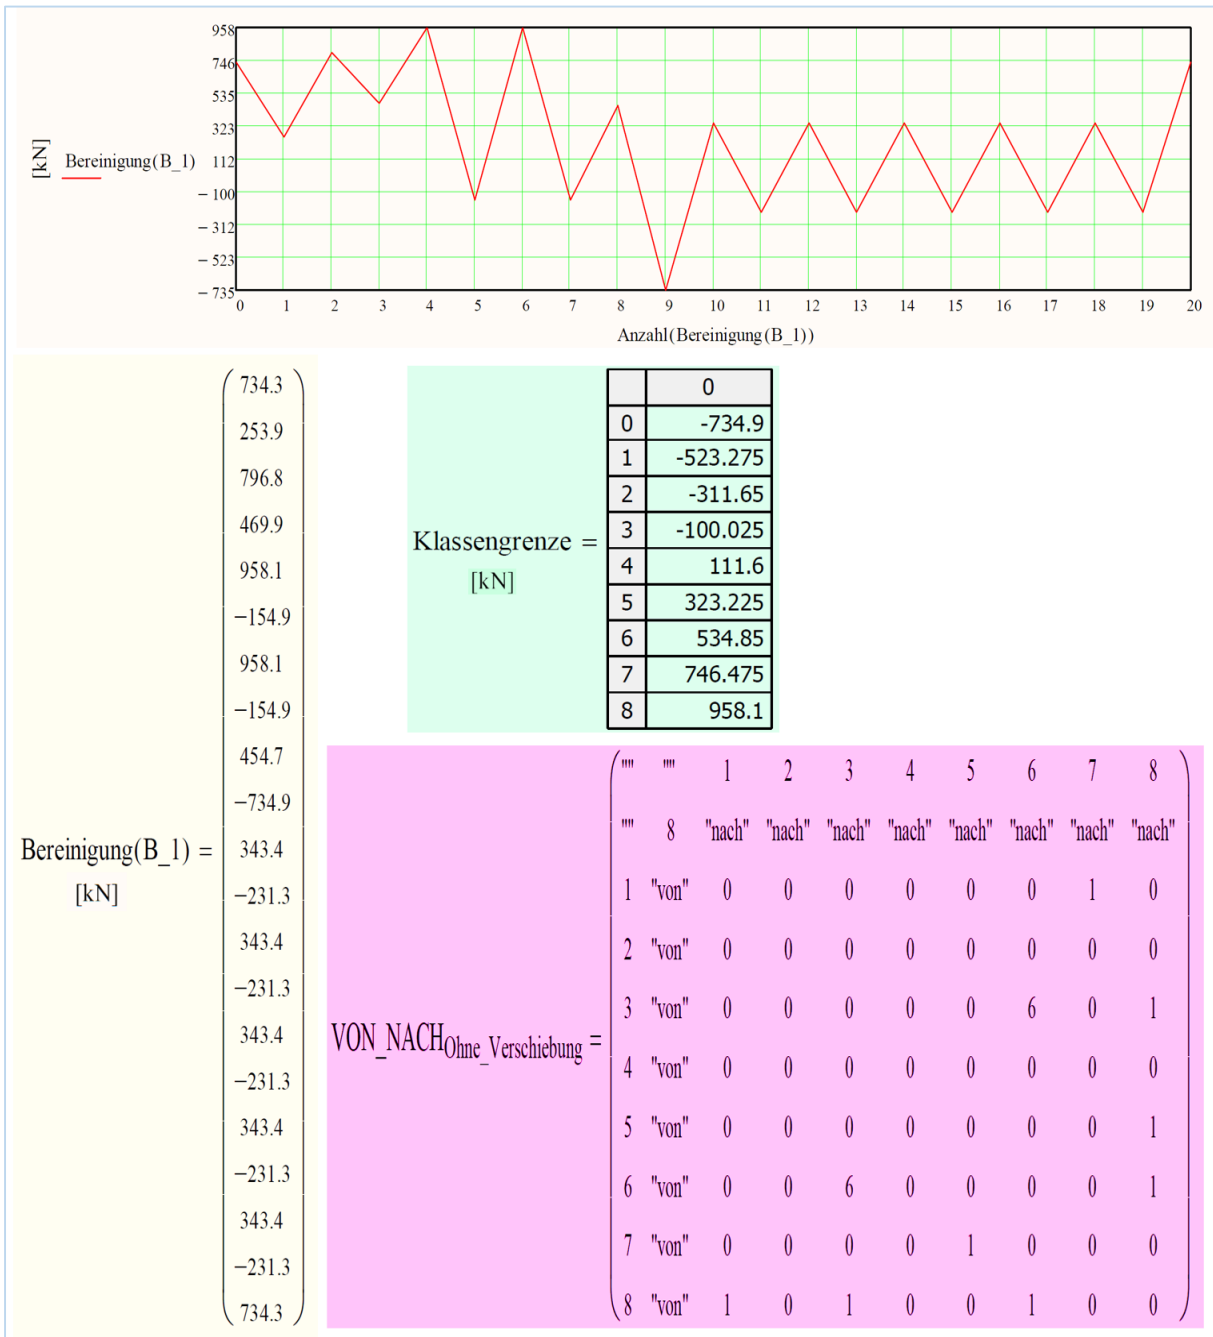 958
746
535
323
112
− 100
− 312
− 523
− 735
[kN]
Bereinigung(B_1)
0 1 2 3 4 5 6 7 8 9 10 11 12 13 14 15 16 17 18 19 20
Anzahl(Bereinigung(B_1))
Bereinigung(B_1) =
[kN]
734.3
253.9
796.8
469.9
958.1
−154.9
958.1
−154.9
454.7
−734.9
343.4
−231.3
343.4
−231.3
343.4
−231.3
343.4
−231.3
343.4
−231.3
734.3
Klassengrenze =
[kN]
0
0 -734.9
1 -523.275
2 -311.65
3 -100.025
4 111.6
5 323.225
6 534.85
7 746.475
8 958.1
VON_NACH Ohne_Verschiebung =
"" "" 1 2 3 4 5 6 7 8
"" 8 "nach" "nach" "nach" "nach" "nach" "nach" "nach" "nach"
1 "von" 0 0 0 0 0 0 1 0
2 "von" 0 0 0 0 0 0 0 0
3 "von" 0 0 0 0 0 6 0 1
4 "von" 0 0 0 0 0 0 0 0
5 "von" 0 0 0 0 0 0 0 1
6 "von" 0 0 6 0 0 0 0 1
7 "von" 0 0 0 0 1 0 0 0
8 "von" 1 0 1 0 0 1 0 0